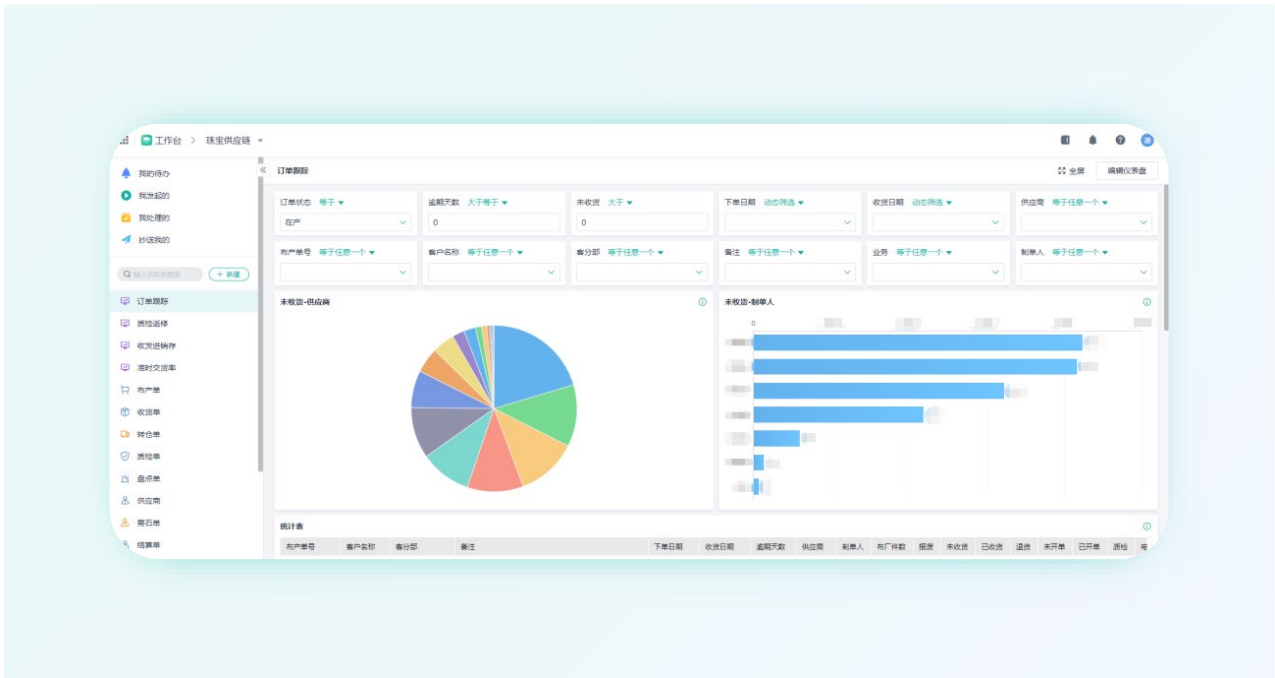 工作台 > 珠宝供应链
我的待办
我发起的
我处理的
抄送我的
+ 新建
订单跟踪
质检返修
收发进销存
准时交货率
布产单
收货单
转仓单
质检单
盘点单
供应商
需石单
结算单
订单跟踪
全屏 编辑仪表盘
订单状态 等于 逾期天数 大于等于 未收货 大于 下单日期 动态筛选 收货日期 动态筛选 供应商 等于任意一个
在产 0 0
布产单号 等于任意一个 客户名称 等于任意一个 客分部 等于任意一个 备注 等于任意一个 业务 等于任意一个 制单人 等于任意一个
未收货-供应商
未收货-制单人
0
统计表
布产单号 客户名称 客分部 备注 下单日期 收货日期 逾期天数 供应商 制单人 布厂件数 报废 未收货 已收货 退货 未开单 已开单 质检